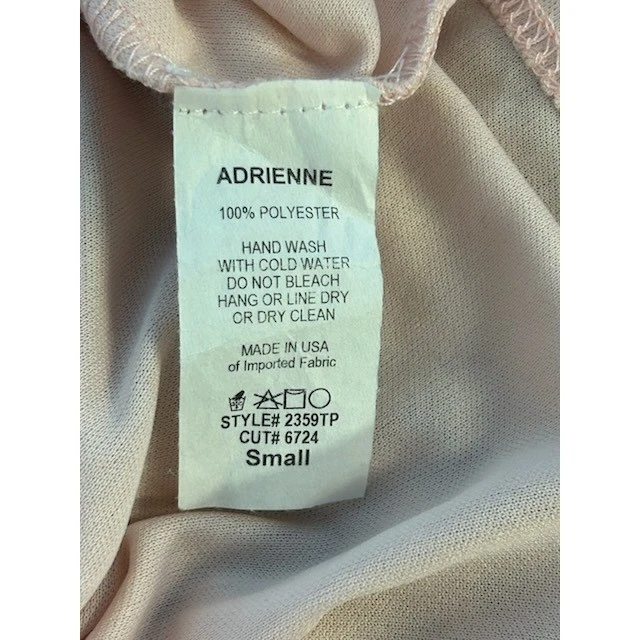 ADRIENNE
100% POLYESTER
HAND WASH
WITH COLD WATER
DO NOT BLEACH
HANG OR LINE DRY
OR DRY CLEAN
MADE IN USA
of Imported Fabric
STYLE# 2359TP
CUT# 6724
Small